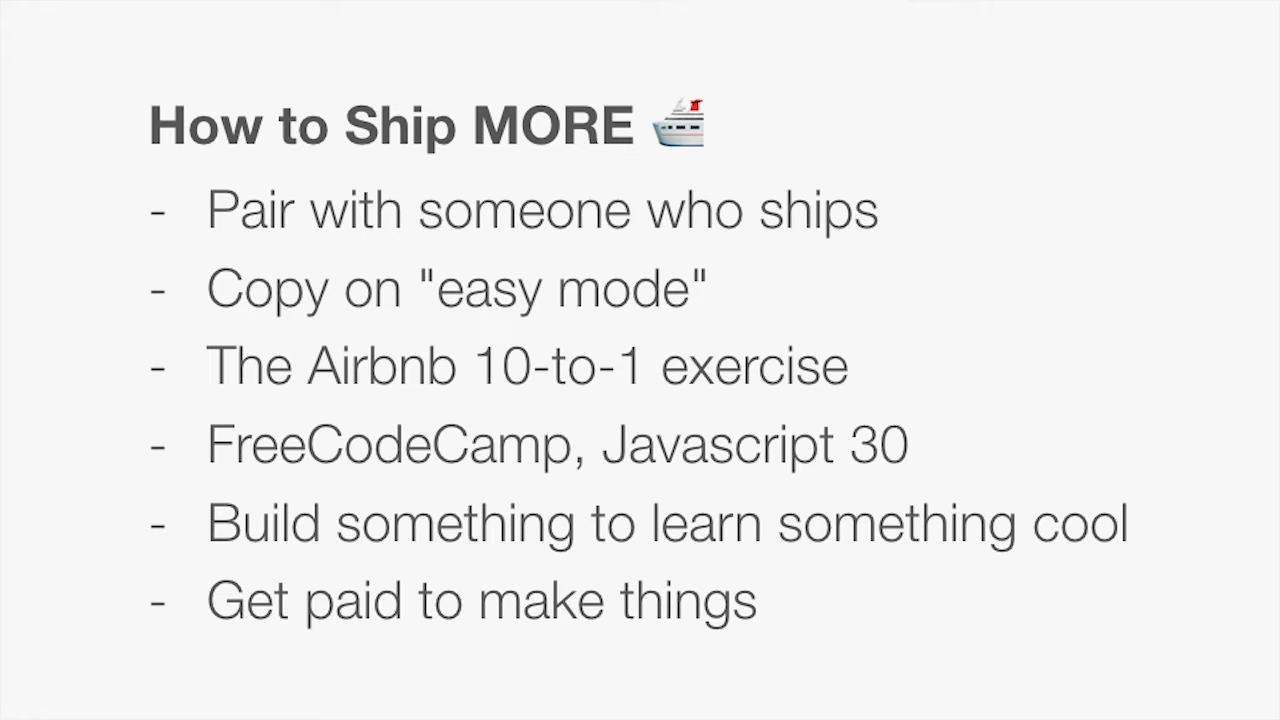 How to Ship MORE 🛳
- Pair with someone who ships
- Copy on "easy mode"
- The Airbnb 10-to-1 exercise
- FreeCodeCamp, Javascript 30
- Build something to learn something cool
- Get paid to make things